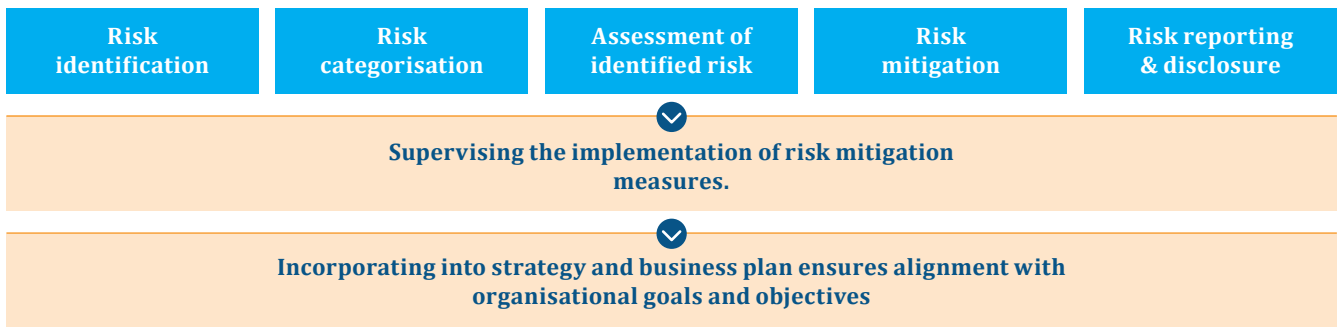 Risk
identification
Risk
categorisation
Assessment of
identified risk
Risk
mitigation
Risk reporting
& disclosure
Supervising the implementation of risk mitigation
measures.
Incorporating into strategy and business plan ensures alignment with
organisational goals and objectives